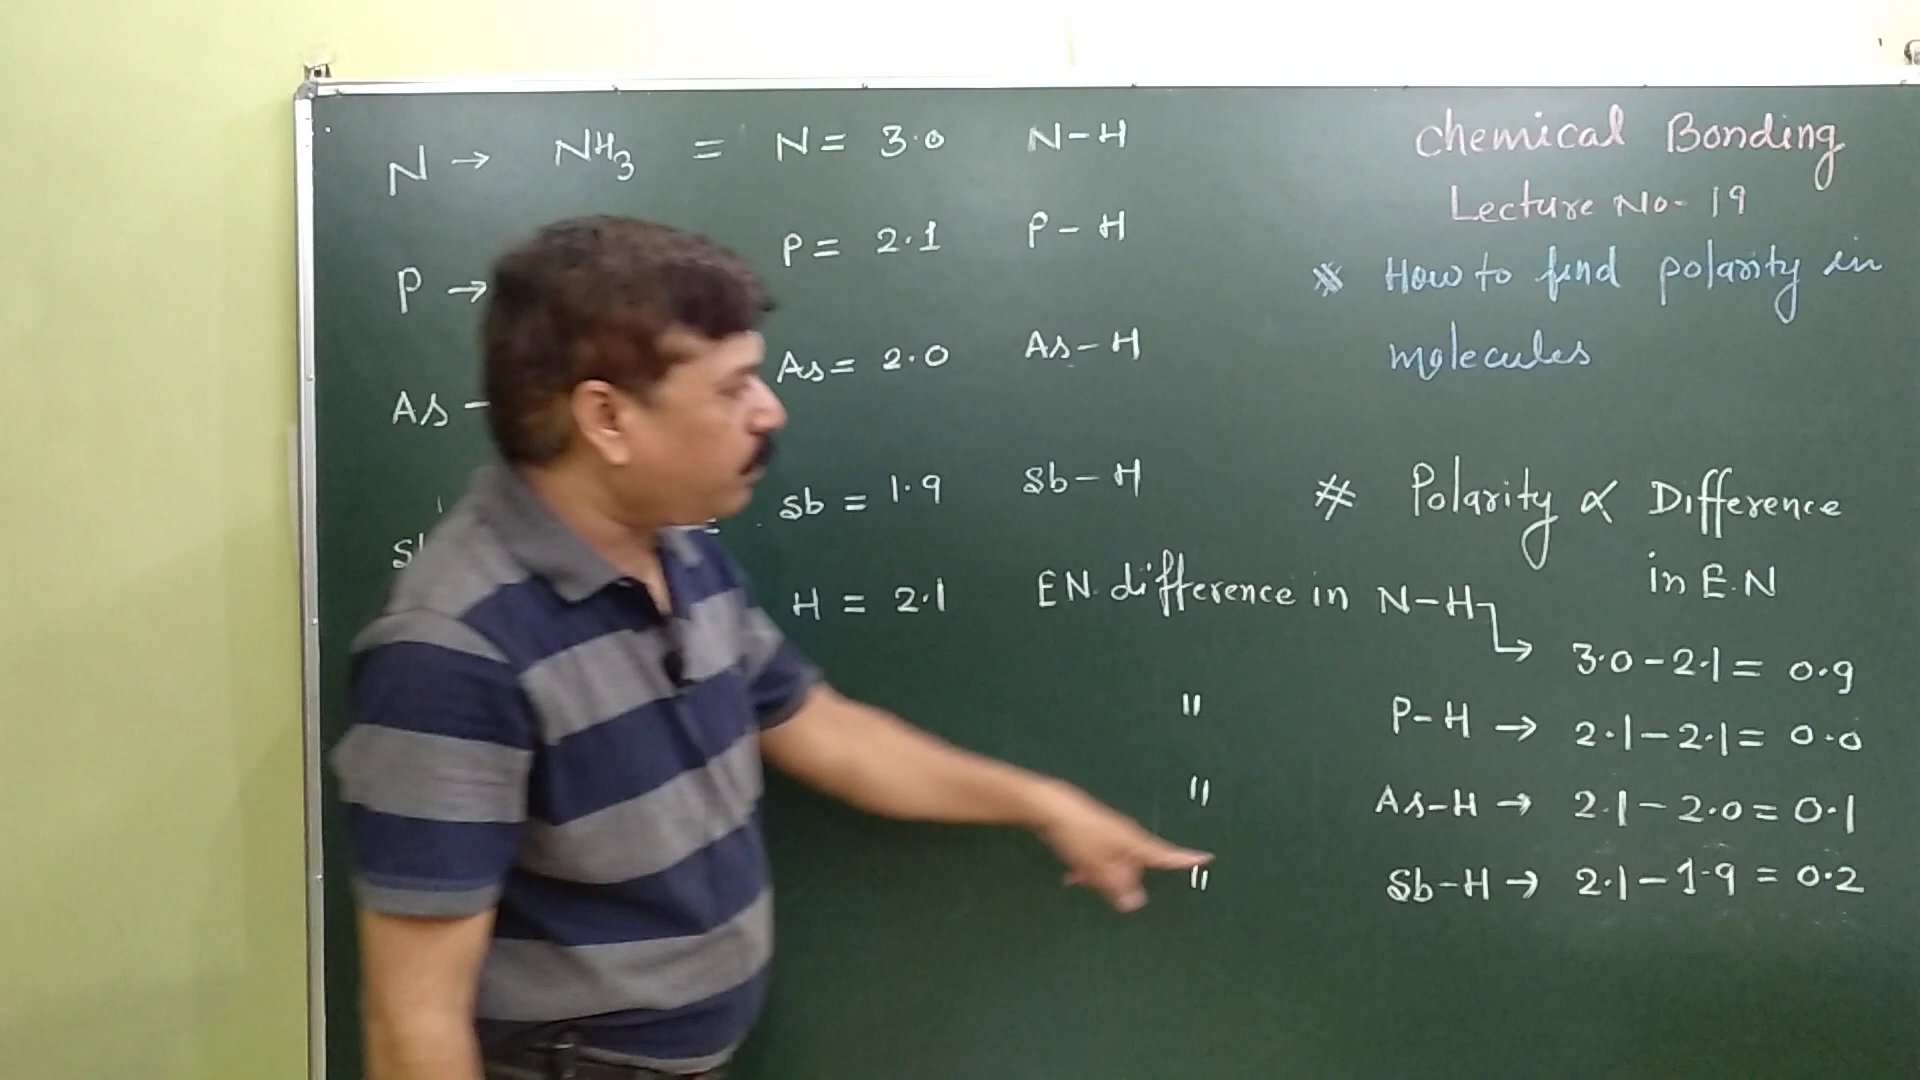 N → NH3 = N = 3.0 N-H
P → P = 2.1 P-H
As - As = 2.0 As-H
Sb = 1.9 Sb-H
H = 2.1
Chemical Bonding
Lecture No- 19
* How to find polarity in
molecules
# Polarity ∝ Difference
in E.N
EN. difference in N-H
→ 3.0-2.1 = 0.9
" P-H → 2.1-2.1 = 0.0
" As-H → 2.1-2.0 = 0.1
" Sb-H → 2.1-1.9 = 0.2